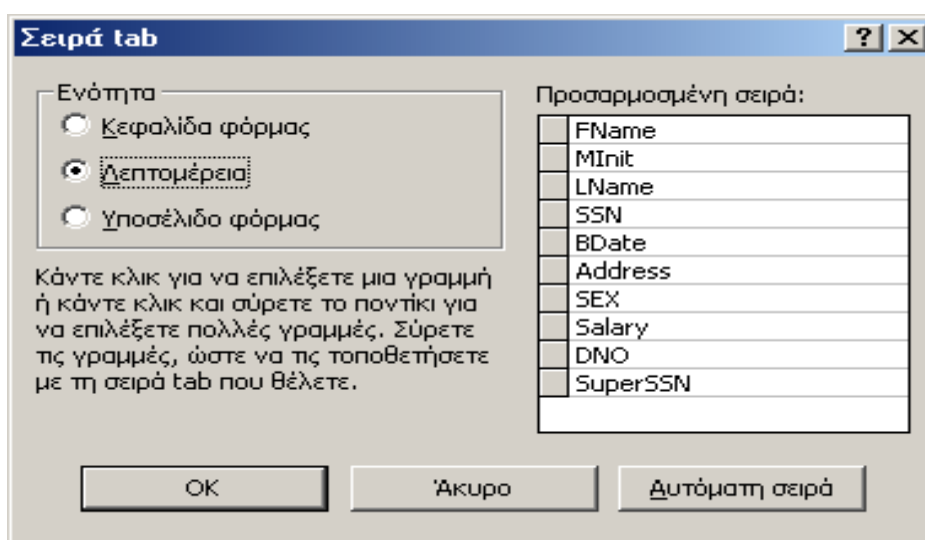 Σειρά tab
Ενότητα
Κεφαλίδα φόρμας
Λεπτομέρεια
Υποσέλιδο φόρμας
Κάντε κλικ για να επιλέξετε μια γραμμή
ή κάντε κλικ και σύρετε το ποντίκι για
να επιλέξετε πολλές γραμμές. Σύρετε
τις γραμμές, ώστε να τις τοποθετήσετε
με τη σειρά tab που θέλετε.
Προσαρμοσμένη σειρά:
FName
MInit
LName
SSN
BDate
Address
SEX
Salary
DNO
SuperSSN
OK
Άκυρο
Αυτόματη σειρά